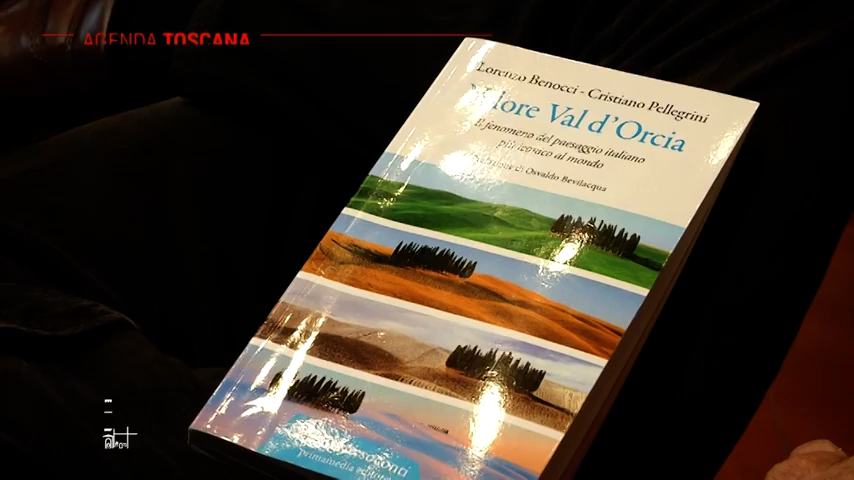 AGENDA TOSCANA
Lorenzo Benocci - Cristiano Pellegrini
Val d'Orcia
Il fenomeno del paesaggio italiano
più iconico al mondo
di Osvaldo Bevilacqua
primamedia editore